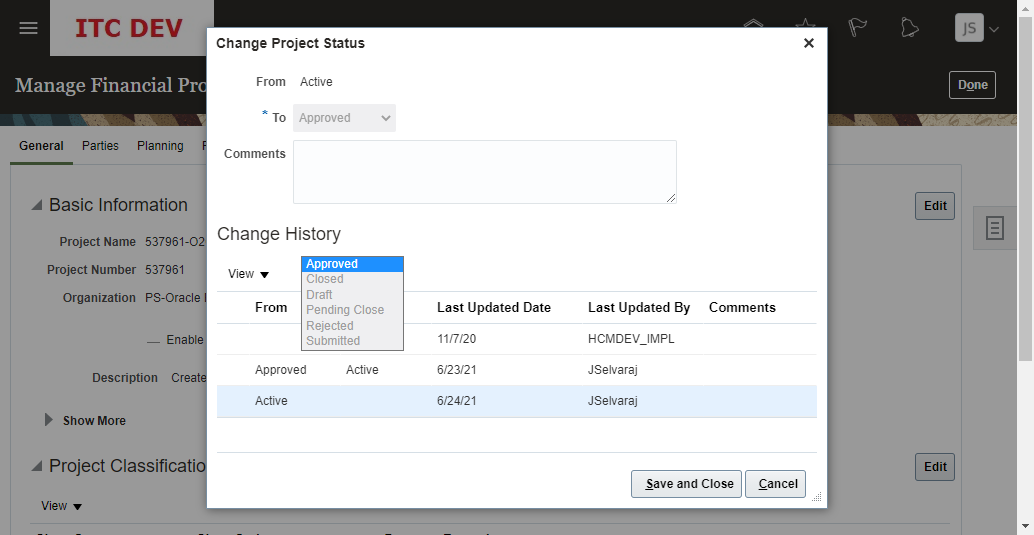 ITC DEV
JS
Manage Financial Pro
Done
General Parties Planning
Basic Information
Edit
Project Name 537961-O2
Project Number 537961
Organization PS-Oracle
Enable
Description Create
Show More
Project Classificatio
Edit
View
Change Project Status
From Active
* To Approved
Comments
Change History
View
Approved
Closed
Draft
Pending Close
Rejected
Submitted
From Last Updated Date Last Updated By Comments
11/7/20 HCMDEV_IMPL
Approved Active 6/23/21 JSelvaraj
Active 6/24/21 JSelvaraj
Save and Close Cancel